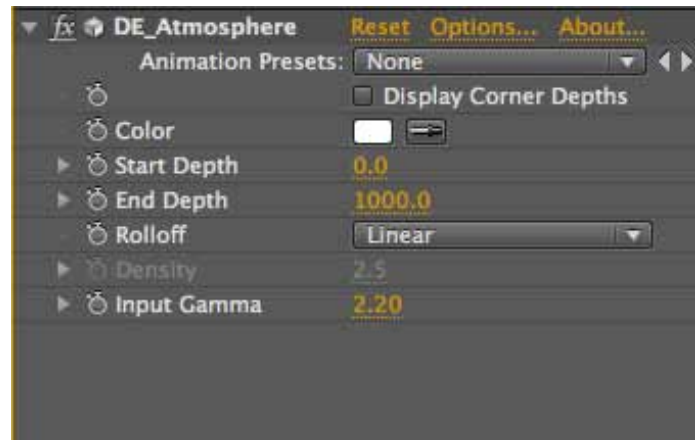 fx DE_Atmosphere Reset Options... About...
Animation Presets: None
Display Corner Depths
Color
Start Depth 0.0
End Depth 1000.0
Rolloff Linear
Density 2.5
Input Gamma 2.20